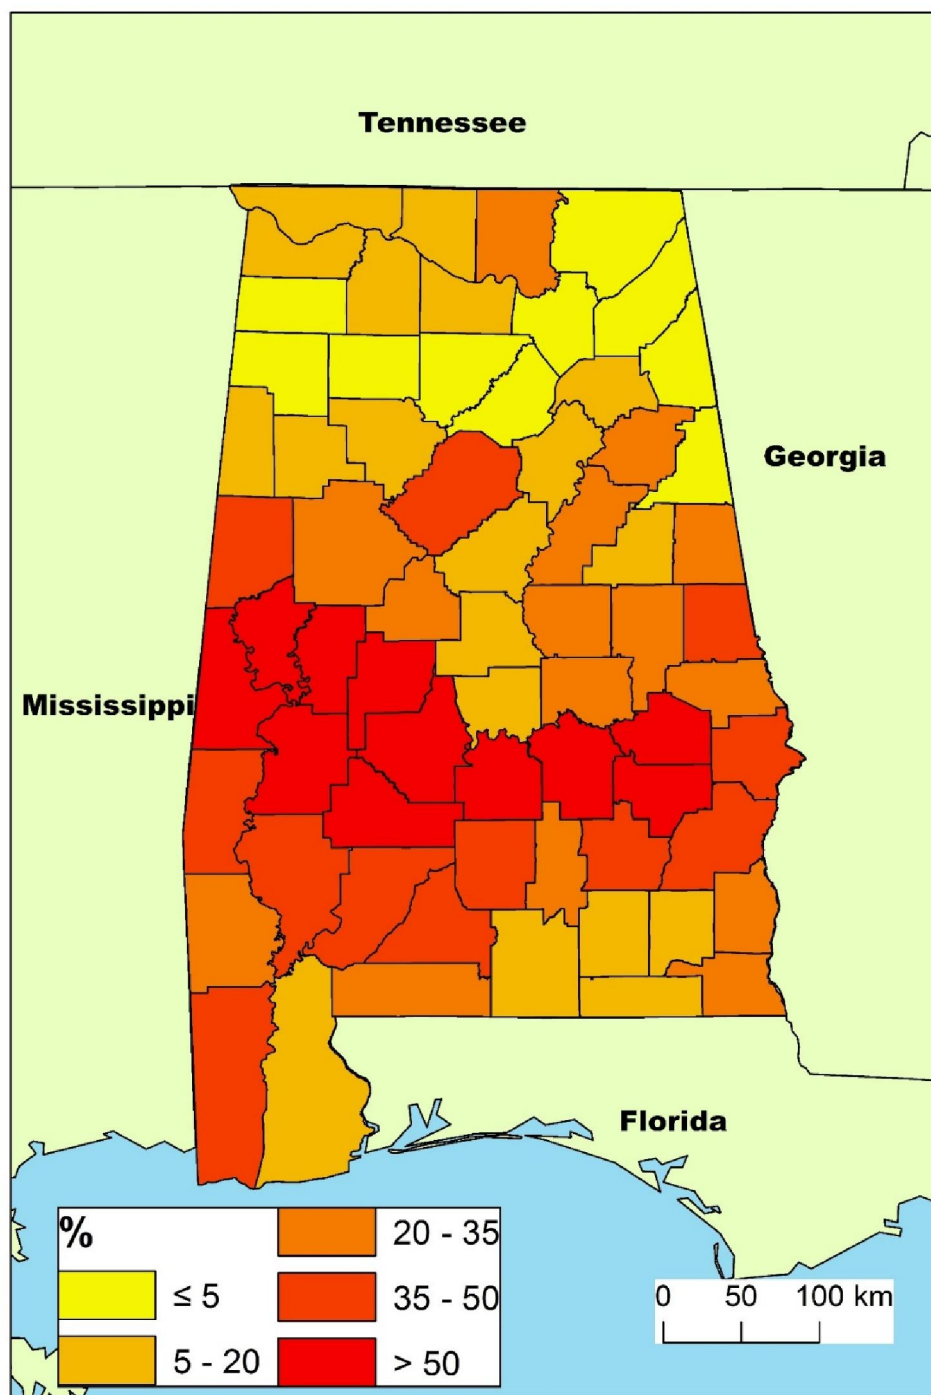 Tennessee
Georgia
Mississippi
Florida
%
≤ 5
5 - 20
20 - 35
35 - 50
> 50
0 50 100 km